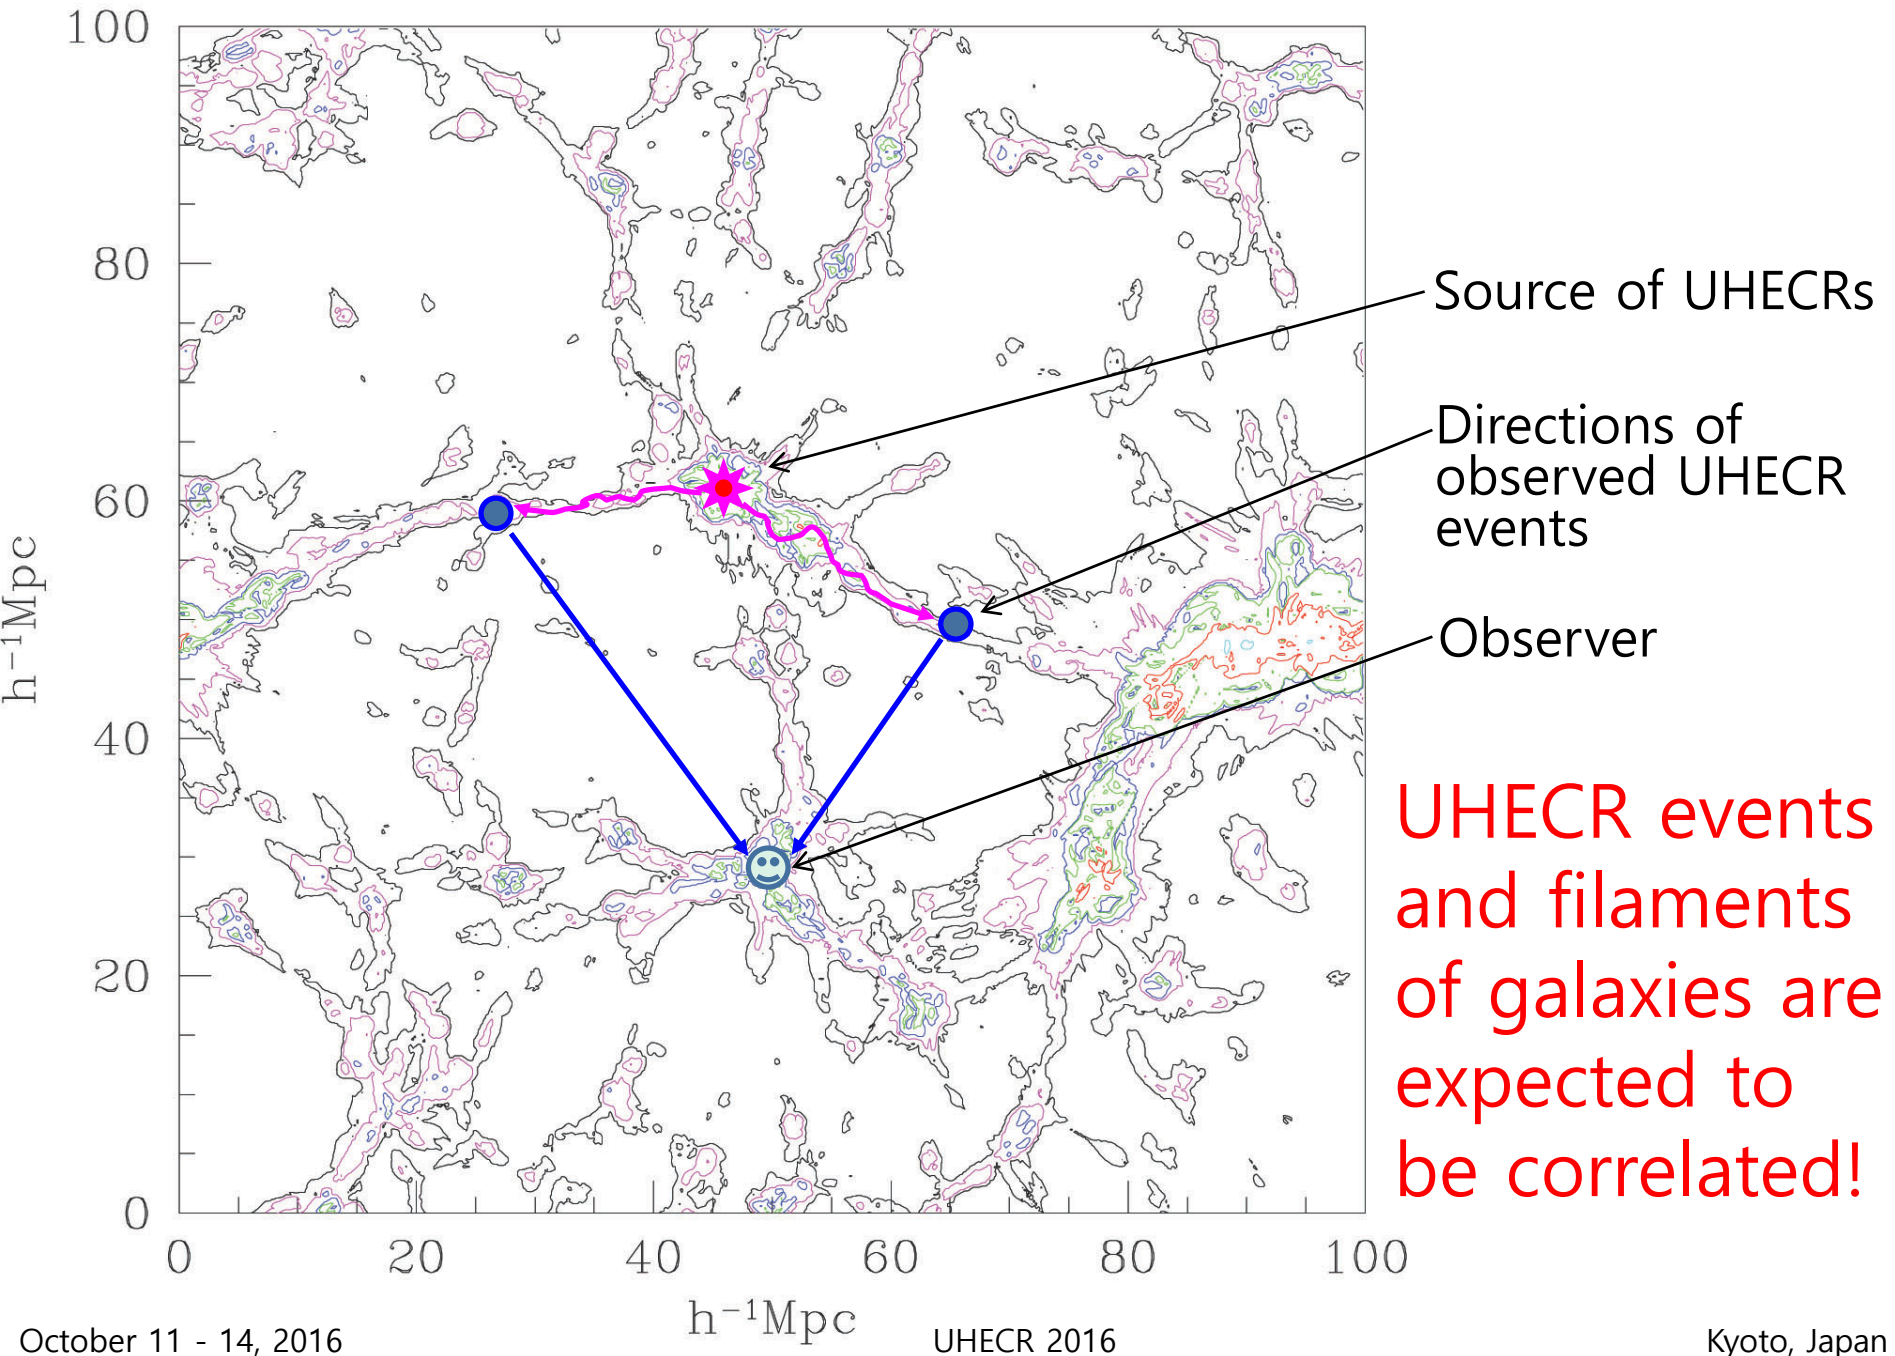 100
80
60
40
20
0
h⁻¹Mpc
0 20 40 60 80 100
h⁻¹Mpc
Source of UHECRs
Directions of
observed UHECR
events
Observer
UHECR events
and filaments
of galaxies are
expected to
be correlated!
October 11 - 14, 2016 UHECR 2016 Kyoto, Japan